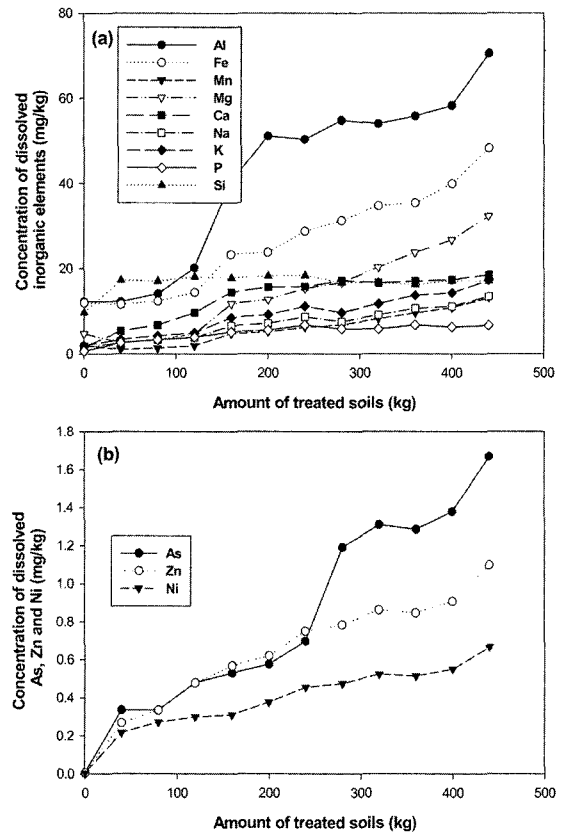 80
(a)
Al
Fe
Mn
Mg
Ca
Na
K
P
Si
60
40
20
0
Concentration of dissolved
inorganic elements (mg/kg)
0 100 200 300 400 500
Amount of treated soils (kg)
1.8
(b)
1.6
1.4
1.2
As
Zn
Ni
1.0
0.8
0.6
0.4
0.2
0.0
Concentration of dissolved
As, Zn and Ni (mg/kg)
0 100 200 300 400 500
Amount of treated soils (kg)